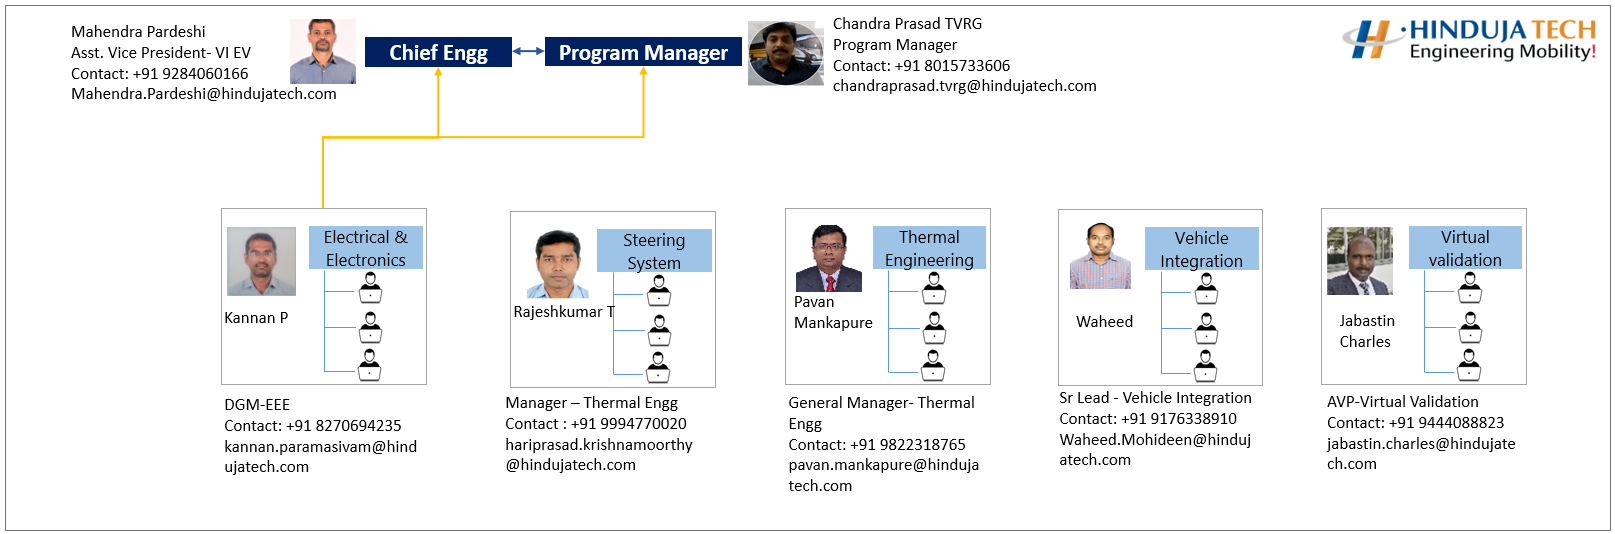 Mahendra Pardeshi
Asst. Vice President- VI EV
Contact: +91 9284060166
Mahendra.Pardeshi@hindujatech.com
Chief Engg
Program Manager
Chandra Prasad TVRG
Program Manager
Contact: +91 8015733606
chandraprasad.tvrg@hindujatech.com
HINDUJA TECH
Engineering Mobility!
Electrical &
Electronics
Kannan P
DGM-EEE
Contact: +91 8270694235
kannan.paramasivam@hind
ujatech.com
Steering
System
Rajeshkumar T
Manager – Thermal Engg
Contact : +91 9994770020
hariprasad.krishnamoorthy
@hindujatech.com
Thermal
Engineering
Pavan
Mankapure
General Manager- Thermal
Engg
Contact: +91 9822318765
pavan.mankapure@hinduja
tech.com
Vehicle
Integration
Waheed
Sr Lead - Vehicle Integration
Contact: +91 9176338910
Waheed.Mohideen@hinduj
atech.com
Virtual
validation
Jabastin
Charles
AVP-Virtual Validation
Contact: +91 9444088823
jabastin.charles@hindujate
ch.com